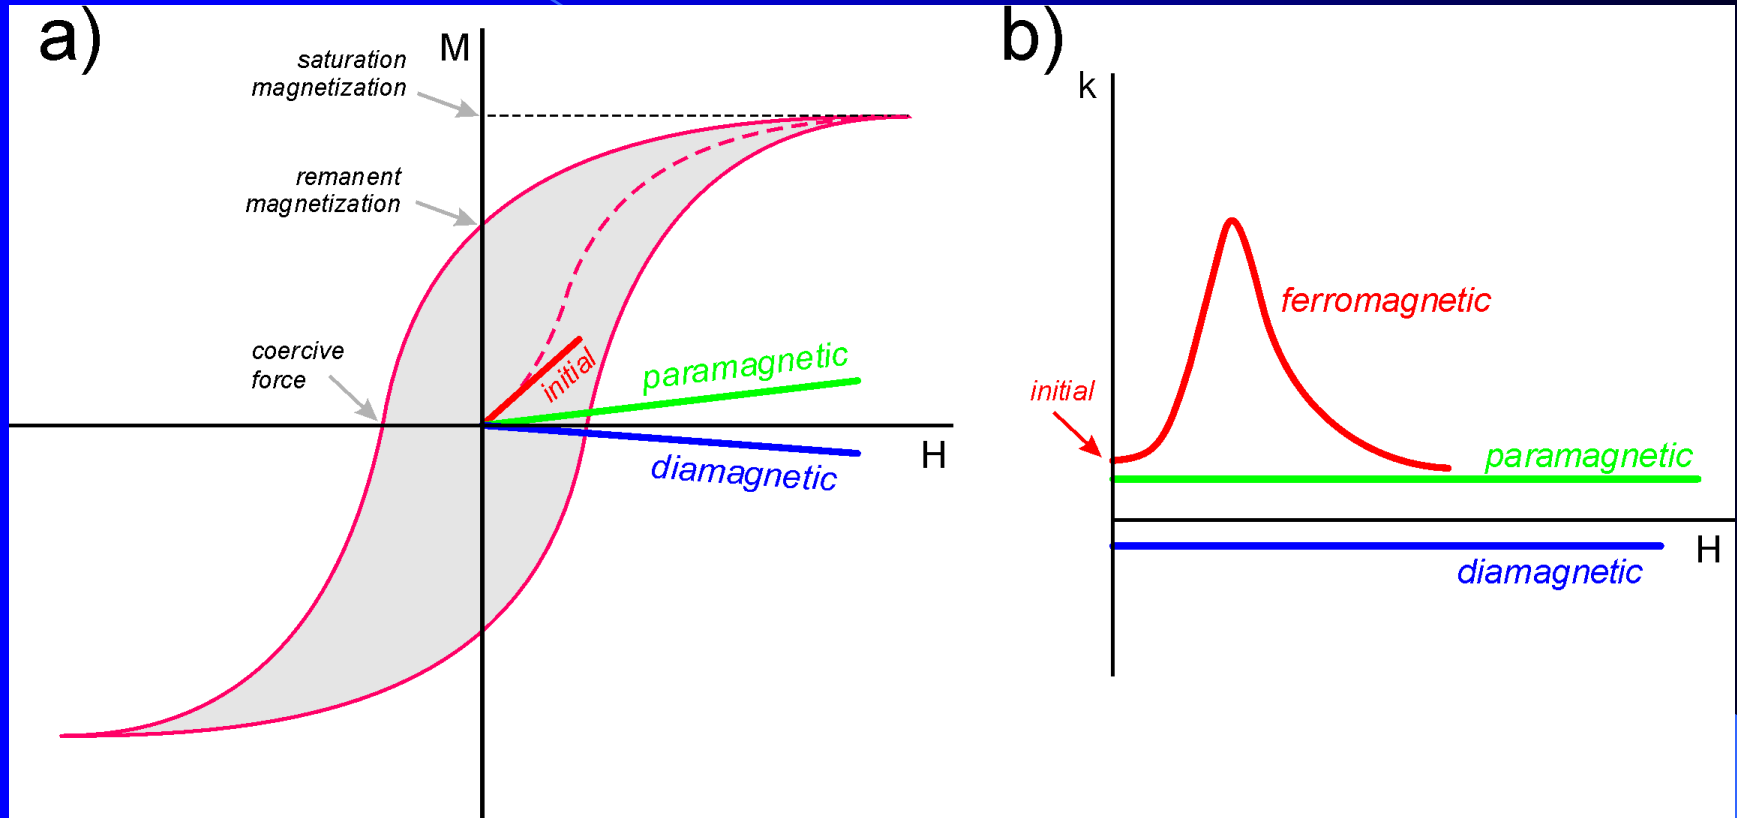 a)
M
saturation
magnetization
remanent
magnetization
coercive
force
initial
paramagnetic
diamagnetic
H
b)
k
ferromagnetic
initial
paramagnetic
H
diamagnetic